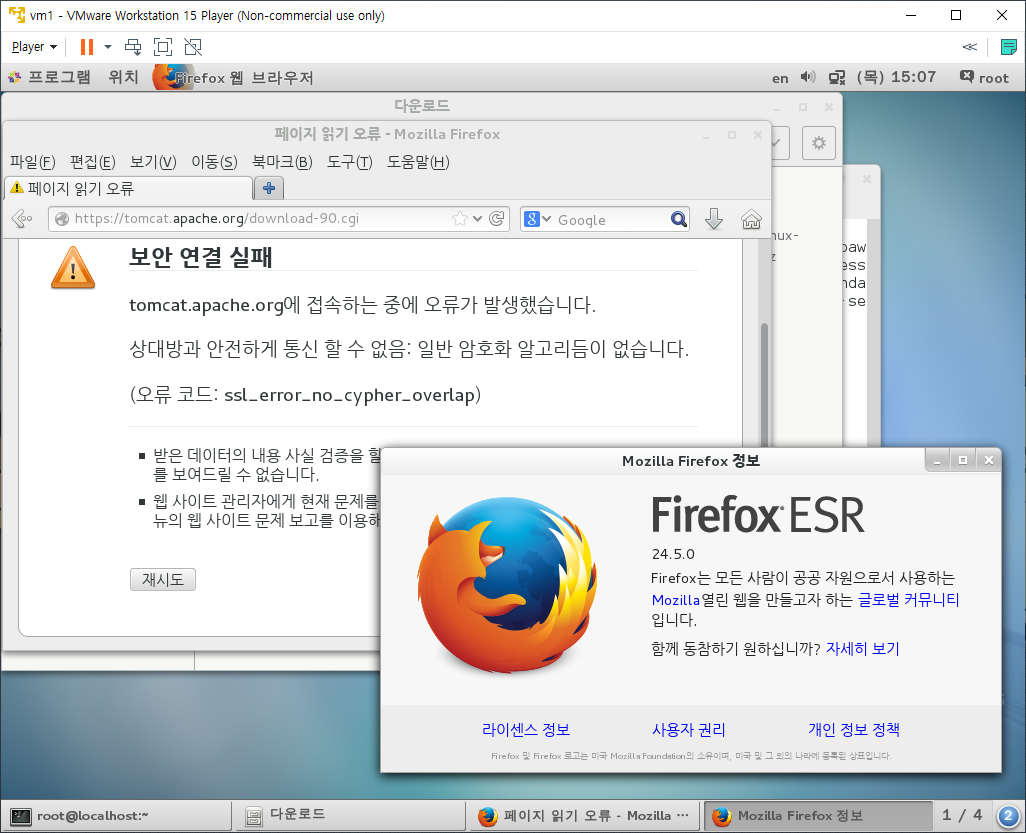 vm1 - VMware Workstation 15 Player (Non-commercial use only)
Player
프로그램 위치 Firefox 웹 브라우저 en (목) 15:07 root
다운로드
페이지 읽기 오류 - Mozilla Firefox
파일(F) 편집(E) 보기(V) 이동(S) 북마크(B) 도구(T) 도움말(H)
페이지 읽기 오류
https://tomcat.apache.org/download-90.cgi
Google
nux-
z
paw
ess
nda
se
보안 연결 실패
tomcat.apache.org에 접속하는 중에 오류가 발생했습니다.
상대방과 안전하게 통신 할 수 없음: 일반 암호화 알고리듬이 없습니다.
(오류 코드: ssl_error_no_cypher_overlap)
받은 데이터의 내용 사실 검증을 할
를 보여드릴 수 없습니다.
웹 사이트 관리자에게 현재 문제를
뉴의 웹 사이트 문제 보고를 이용하
재시도
Mozilla Firefox 정보
Firefox ESR
24.5.0
Firefox는 모든 사람이 공공 자원으로서 사용하는
Mozilla열린 웹을 만들고자 하는 글로벌 커뮤니티
입니다.
함께 동참하기 원하십니까? 자세히 보기
라이센스 정보 사용자 권리 개인 정보 정책
Firefox 및 Firefox 로고는 미국 Mozilla Foundation의 소유이며, 미국 및 그 외의 나라에 등록된 상표입니다.
root@localhost:~ 다운로드 페이지 읽기 오류 - Mozilla ··· Mozilla Firefox 정보 1 / 4 2